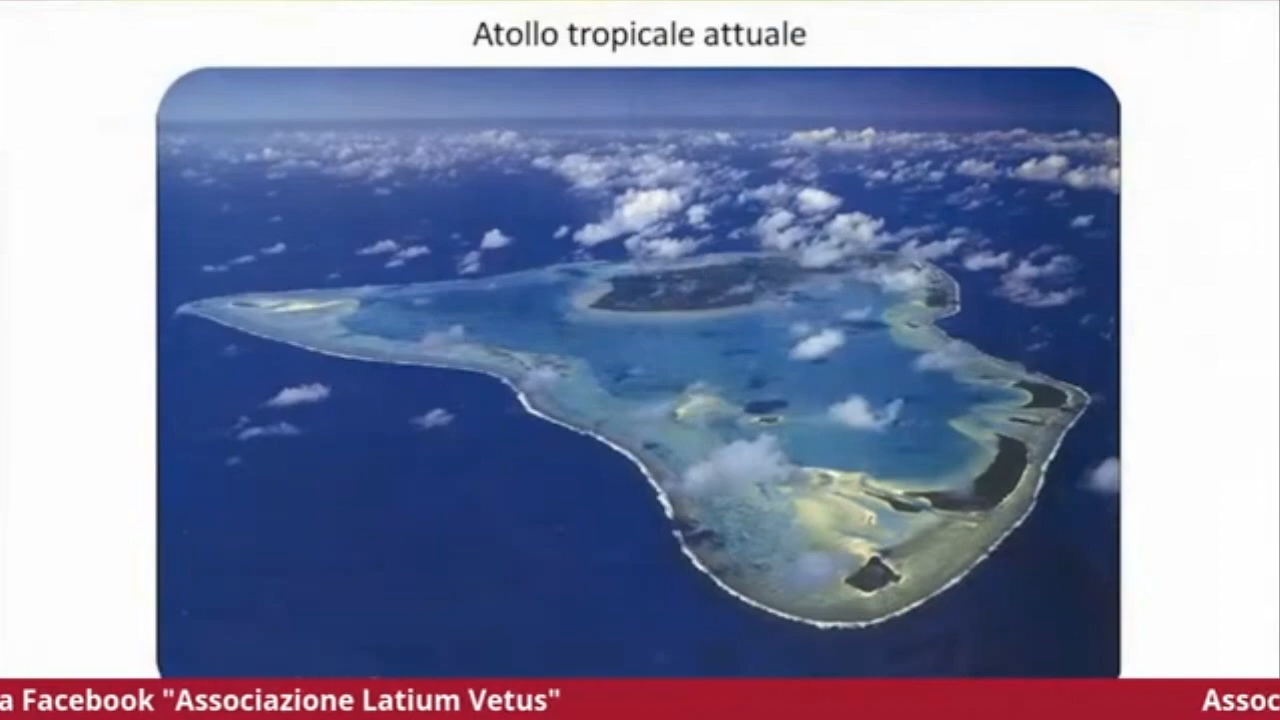 Atollo tropicale attuale
a Facebook "Associazione Latium Vetus"
Assoc